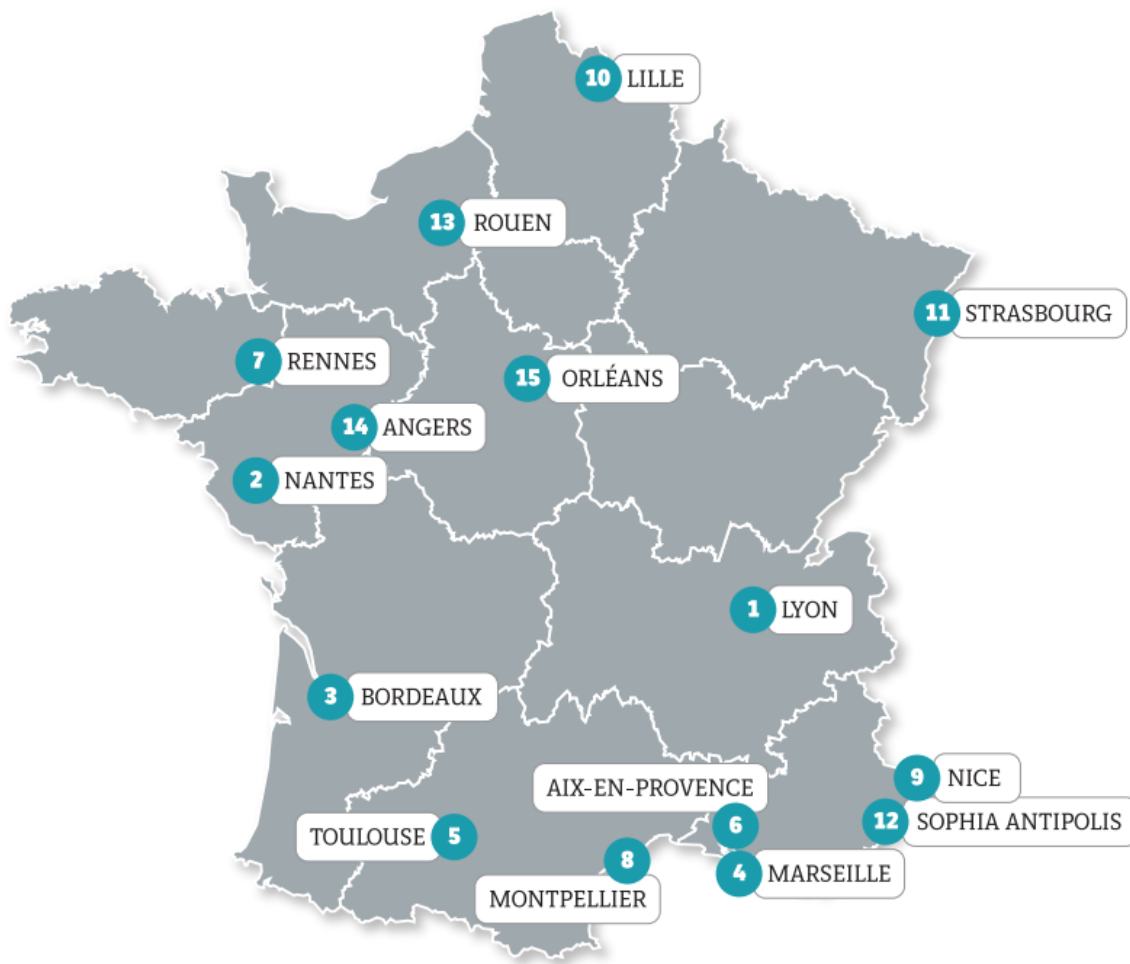 10 LILLE
13 ROUEN
11 STRASBOURG
7 RENNES
15 ORLÉANS
14 ANGERS
2 NANTES
1 LYON
3 BORDEAUX
AIX-EN-PROVENCE
6
9 NICE
12 SOPHIA ANTIPOLIS
TOULOUSE 5
8
MONTPELLIER
4 MARSEILLE